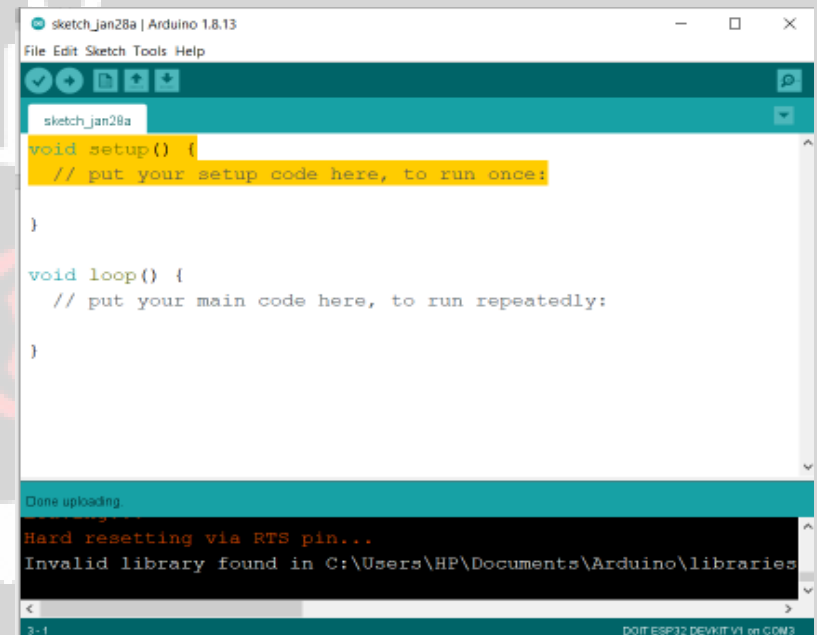 sketch_jan28a | Arduino 1.8.13
File Edit Sketch Tools Help
sketch_jan28a
void setup() {
// put your setup code here, to run once:
}
void loop() {
// put your main code here, to run repeatedly:
}
Done uploading.
Hard resetting via RTS pin...
Invalid library found in C:\Users\HP\Documents\Arduino\libraries
3 - 1
DOIT ESP32 DEVKIT V1 on COM3